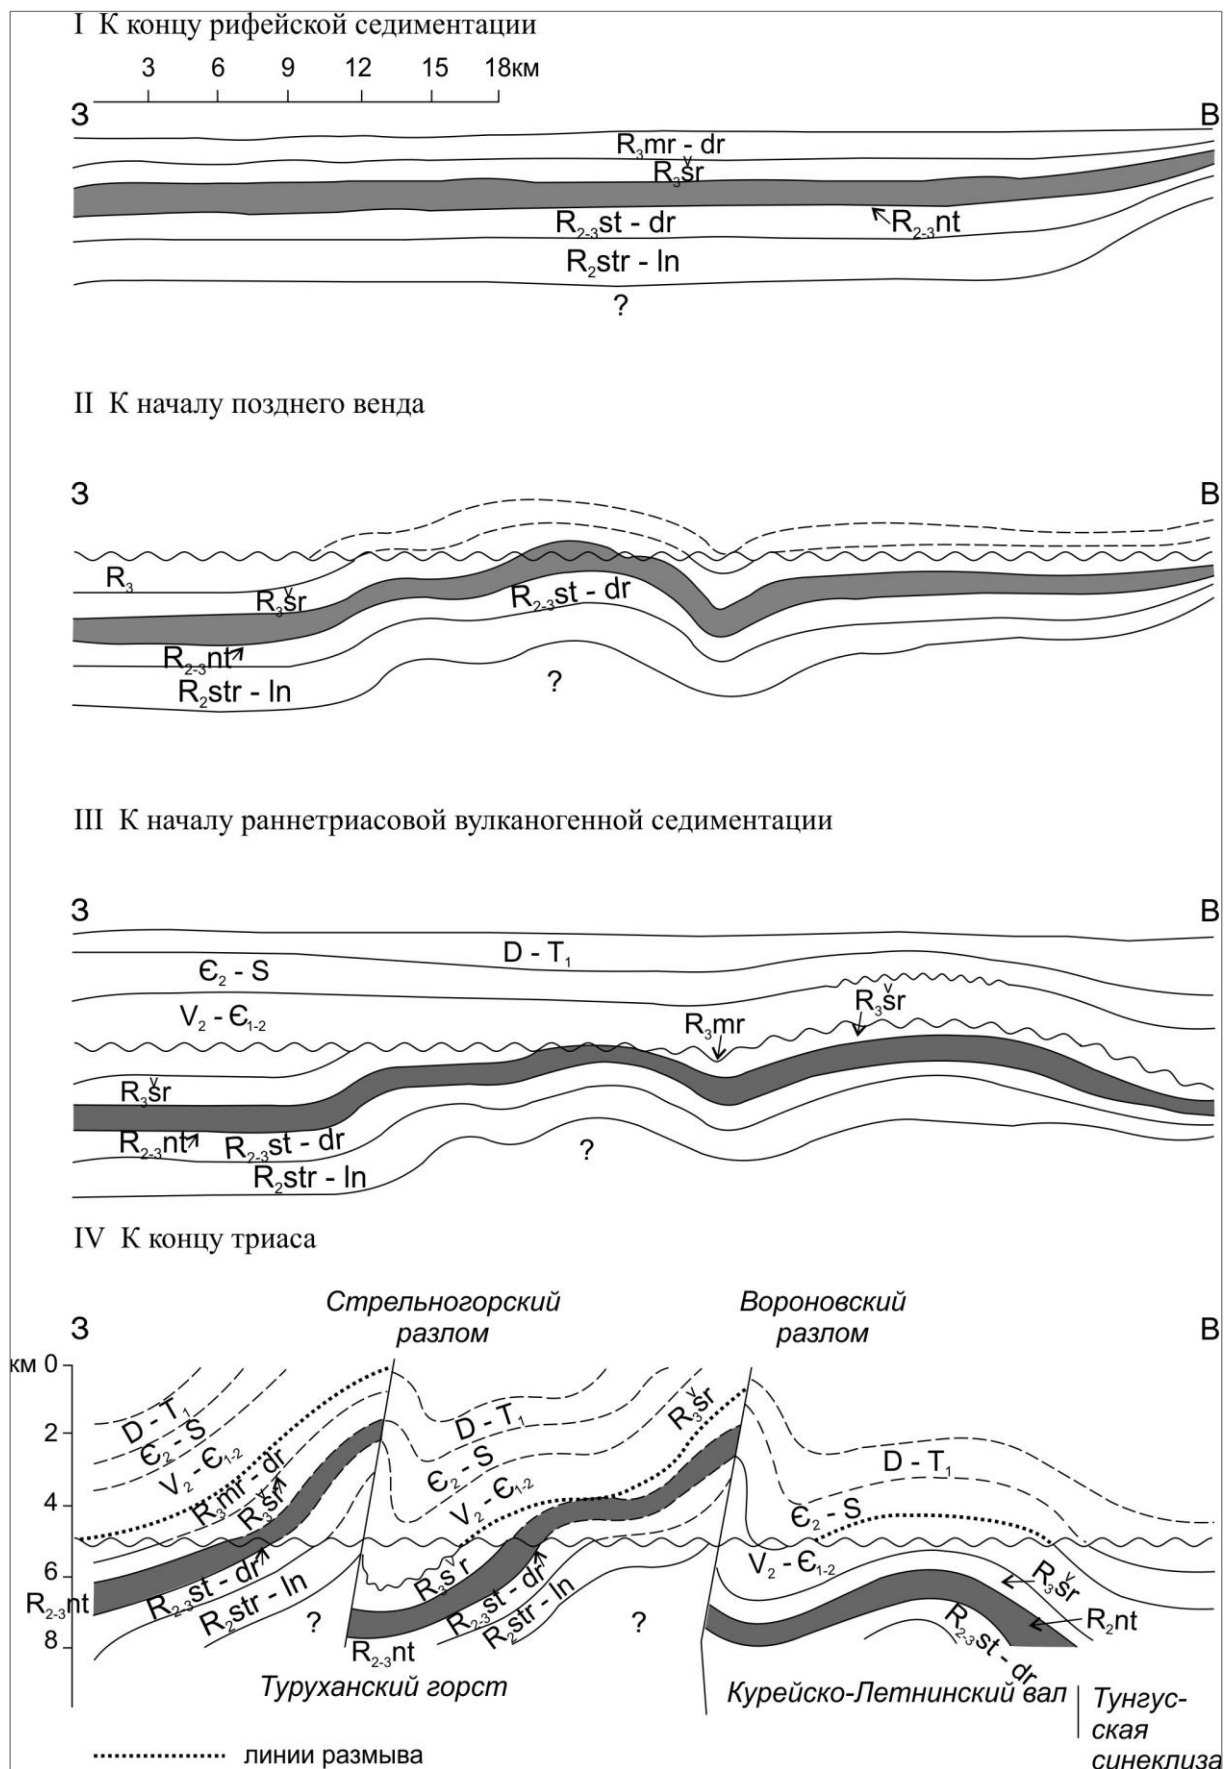 I К концу рифейской седиментации
3 6 9 12 15 18км
З В
R₃mr - dr
R₃šr
R₂₋₃st - dr
R₂₋₃nt
R₂str - ln
?
II К началу позднего венда
З В
R₃
R₃šr
R₂₋₃st - dr
R₂₋₃nt
R₂str - ln
?
III К началу раннетриасовой вулканогенной седиментации
З В
D - T₁
Є₂ - S
V₂ - Є₁₋₂
R₃šr
R₃mr
R₃šr
R₂₋₃nt
R₂₋₃st - dr
R₂str - ln
?
IV К концу триаса
Стрельногорский
разлом
Вороновский
разлом
З В
км 0
2
4
6
8
D - T₁
Є₂ - S
V₂ - Є₁₋₂
R₃mr - dr
R₃šr
R₂₋₃nt
R₂₋₃st - dr
R₂str - ln
?
D - T₁
Є₂ - S
V₂ - Є₁₋₂
R₃šr
R₃šr
R₂₋₃st - dr
R₂str - ln
R₂₋₃nt
?
D - T₁
Є₂ - S
V₂ - Є₁₋₂
R₃šr
R₂nt
R₂₋₃st - dr
Туруханский горст
Курейско-Летнинский вал
Тунгус-
ская
синеклиза
линии размыва